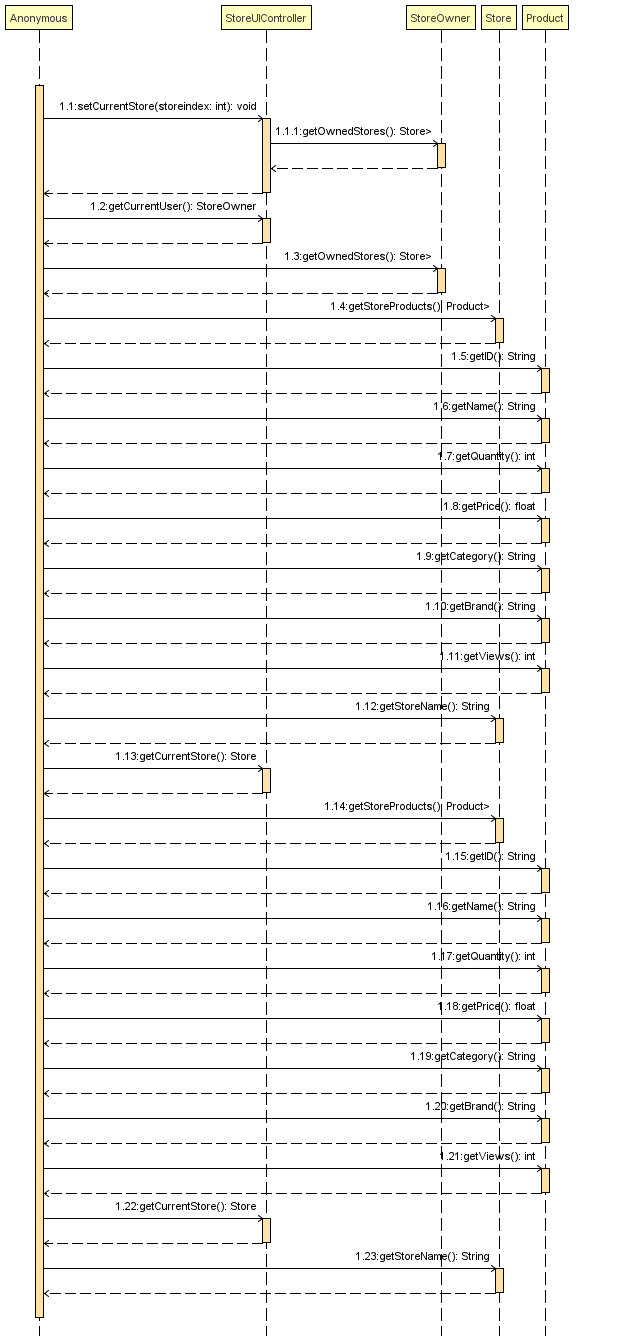 Anonymous StoreUIController StoreOwner Store Product
1.1:setCurrentStore(storeindex: int): void
1.1.1:getOwnedStores(): Store>
1.2:getCurrentUser(): StoreOwner
1.3:getOwnedStores(): Store>
1.4:getStoreProducts(): Product>
1.5:getID(): String
1.6:getName(): String
1.7:getQuantity(): int
1.8:getPrice(): float
1.9:getCategory(): String
1.10:getBrand(): String
1.11:getViews(): int
1.12:getStoreName(): String
1.13:getCurrentStore(): Store
1.14:getStoreProducts(): Product>
1.15:getID(): String
1.16:getName(): String
1.17:getQuantity(): int
1.18:getPrice(): float
1.19:getCategory(): String
1.20:getBrand(): String
1.21:getViews(): int
1.22:getCurrentStore(): Store
1.23:getStoreName(): String